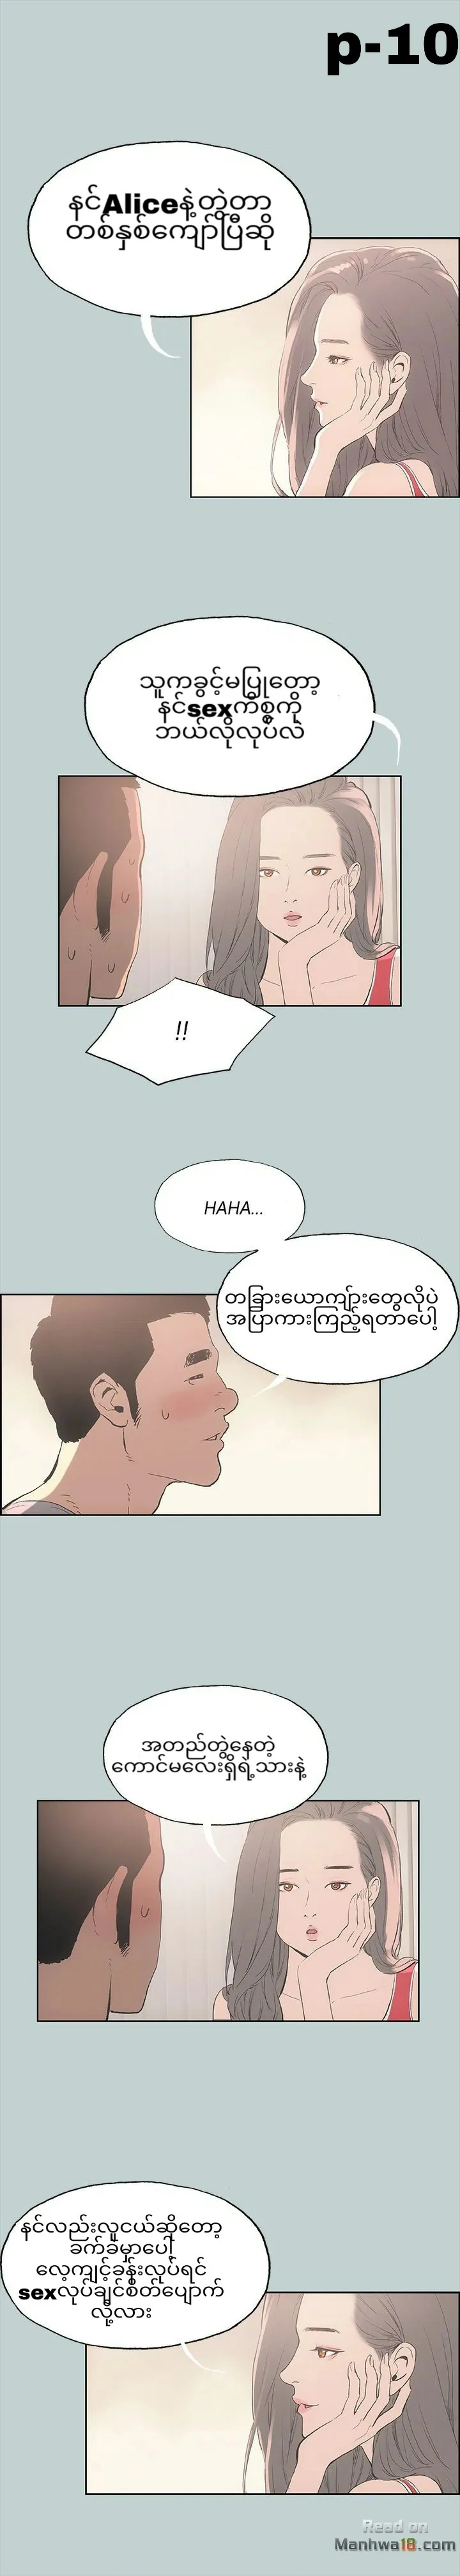 p-10
နင်Aliceနဲ့တွဲတာ
တစ်နှစ်ကျော်ပြီဆို
သူကခွင့်မပြုတော့
နင်sexကိစ္စကို
ဘယ်လိုလုပ်လဲ
!!
HAHA...
တခြားယောကျ်ားတွေလိုပဲ
အပြာကားကြည့်ရတာပေါ့
အတည်တွဲနေတဲ့
ကောင်မလေးရှိရဲ့သားနဲ့
နင်လည်းလူငယ်ဆိုတော့
ခက်ခဲမှာပေါ့
လေ့ကျင့်ခန်းလုပ်ရင်
sexလုပ်ချင်စိတ်ပျောက်
လို့လား
Read on
Manhwa18.com